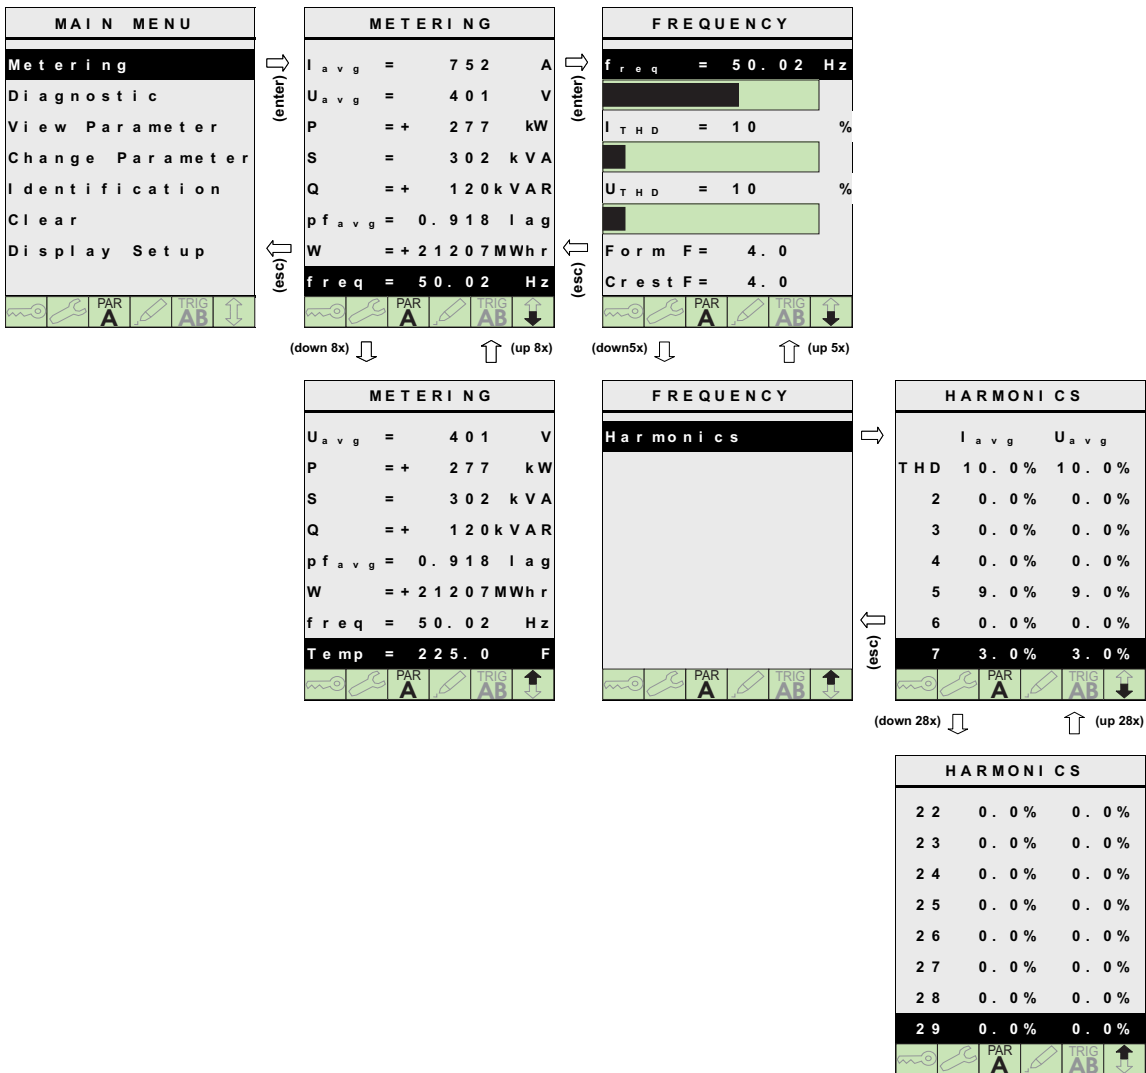 MAIN MENU
Metering
Diagnostic
View Parameter
Change Parameter
Identification
Clear
Display Setup
PAR A TRIG AB
(enter)
(esc)
METERING
Iavg = 752 A
Uavg = 401 V
P =+ 277 kW
S = 302 kVA
Q =+ 120kVAR
pfavg = 0.918 lag
W =+21207MWhr
freq = 50.02 Hz
PAR A TRIG AB
(enter)
(esc)
FREQUENCY
freq = 50.02 Hz
ITHD = 10 %
UTHD = 10 %
Form F= 4.0
Crest F= 4.0
PAR A TRIG AB
(down 8x) (up 8x)
(down5x) (up 5x)
METERING
Uavg = 401 V
P =+ 277 kW
S = 302 kVA
Q =+ 120kVAR
pfavg = 0.918 lag
W =+21207MWhr
freq = 50.02 Hz
Temp = 225.0 F
PAR A TRIG AB
FREQUENCY
Harmonics
PAR A TRIG AB
(esc)
HARMONICS
Iavg Uavg
THD 10.0% 10.0%
2 0.0% 0.0%
3 0.0% 0.0%
4 0.0% 0.0%
5 9.0% 9.0%
6 0.0% 0.0%
7 3.0% 3.0%
PAR A TRIG AB
(down 28x) (up 28x)
HARMONICS
22 0.0% 0.0%
23 0.0% 0.0%
24 0.0% 0.0%
25 0.0% 0.0%
26 0.0% 0.0%
27 0.0% 0.0%
28 0.0% 0.0%
29 0.0% 0.0%
PAR A TRIG AB